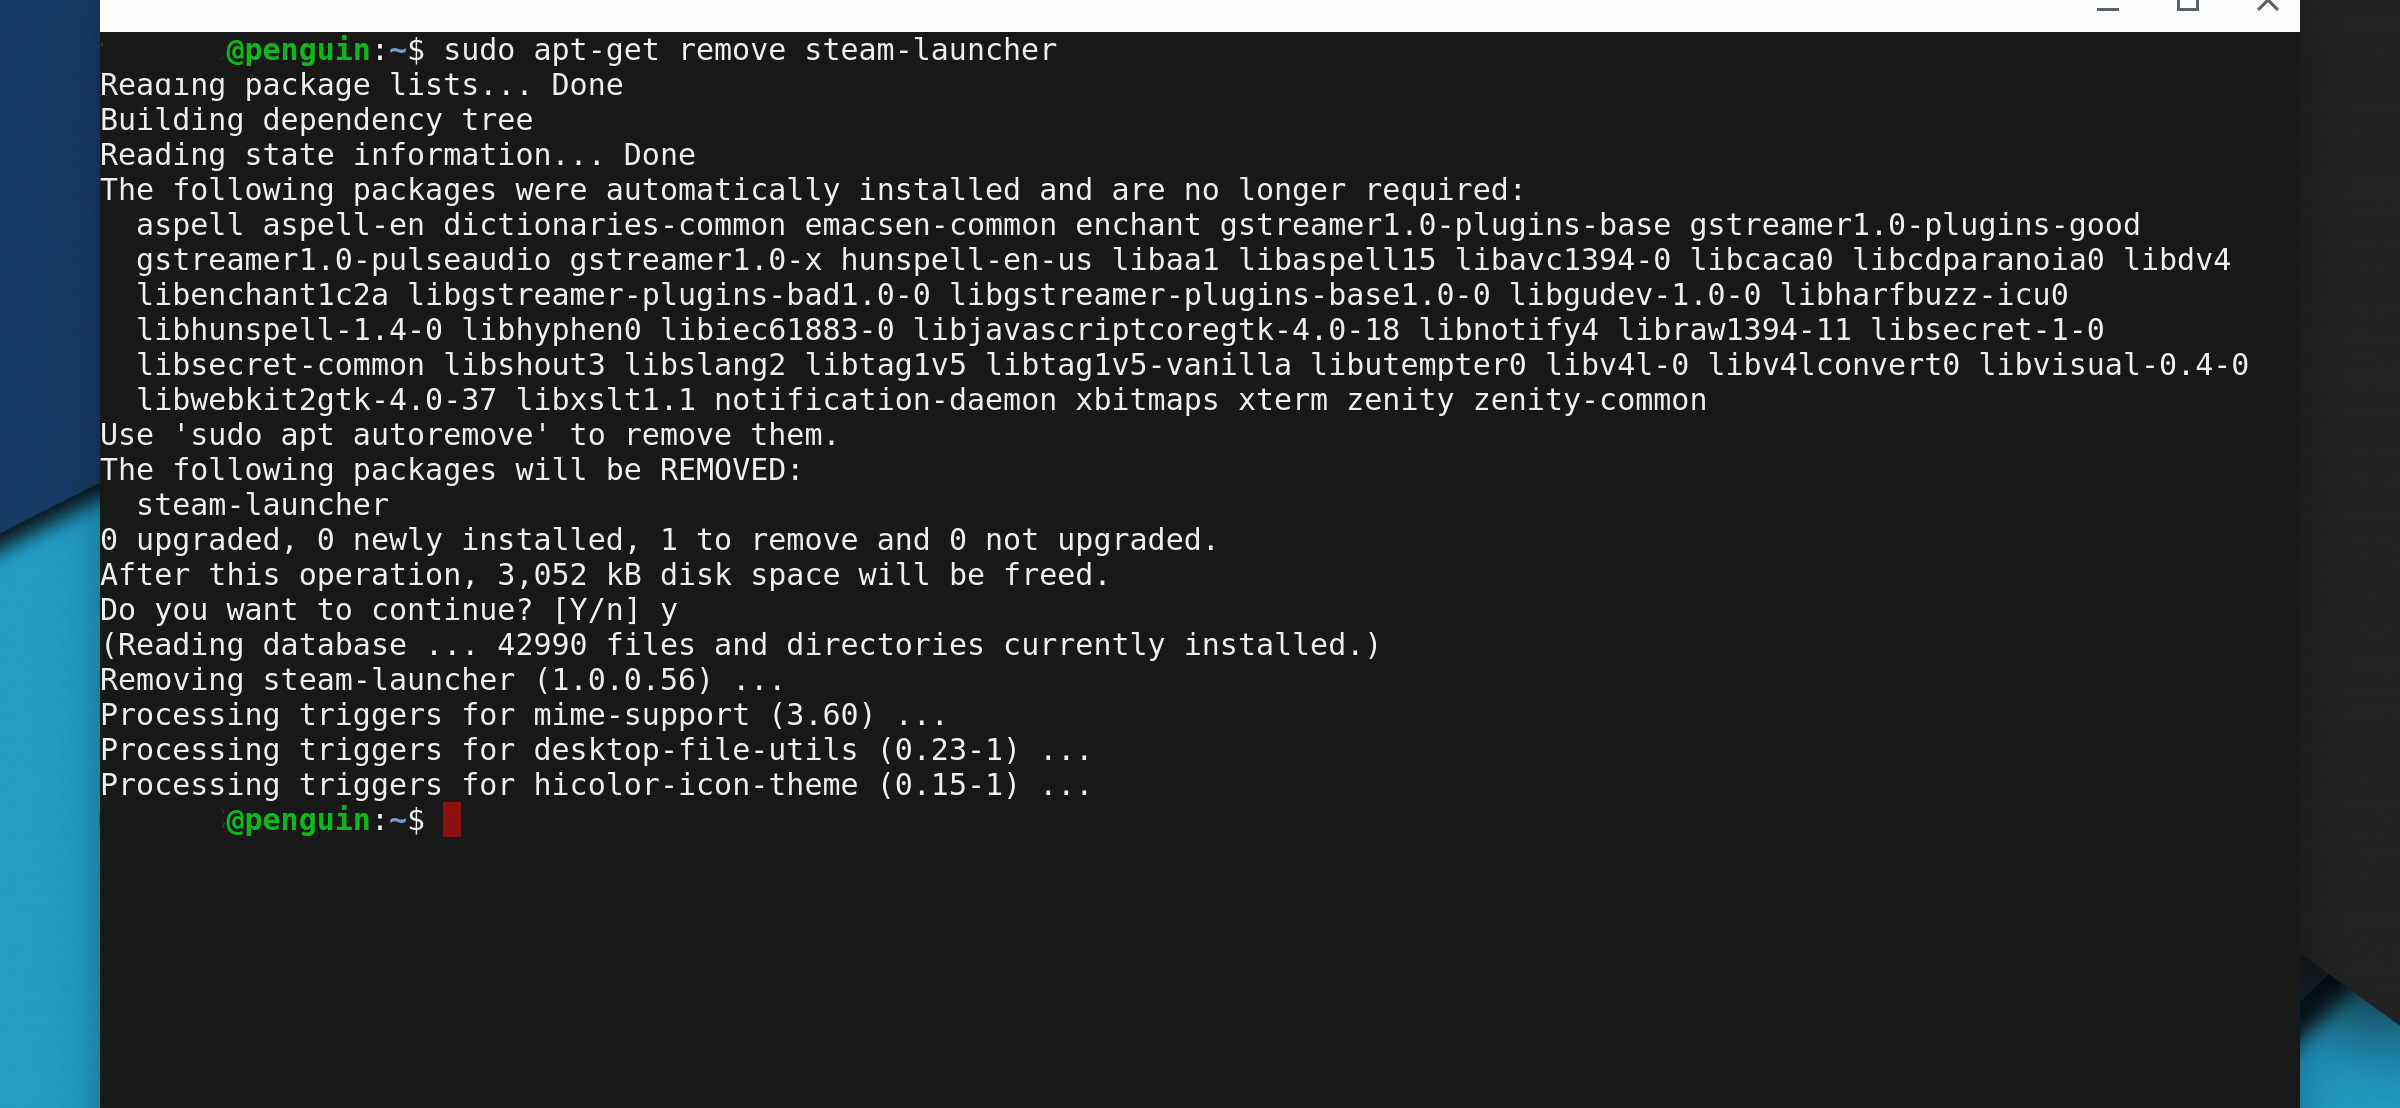 @penguin:~$ sudo apt-get remove steam-launcher
Reading package lists... Done
Building dependency tree
Reading state information... Done
The following packages were automatically installed and are no longer required:
  aspell aspell-en dictionaries-common emacsen-common enchant gstreamer1.0-plugins-base gstreamer1.0-plugins-good
  gstreamer1.0-pulseaudio gstreamer1.0-x hunspell-en-us libaa1 libaspell15 libavc1394-0 libcaca0 libcdparanoia0 libdv4
  libenchant1c2a libgstreamer-plugins-bad1.0-0 libgstreamer-plugins-base1.0-0 libgudev-1.0-0 libharfbuzz-icu0
  libhunspell-1.4-0 libhyphen0 libiec61883-0 libjavascriptcoregtk-4.0-18 libnotify4 libraw1394-11 libsecret-1-0
  libsecret-common libshout3 libslang2 libtag1v5 libtag1v5-vanilla libutempter0 libv4l-0 libv4lconvert0 libvisual-0.4-0
  libwebkit2gtk-4.0-37 libxslt1.1 notification-daemon xbitmaps xterm zenity zenity-common
Use 'sudo apt autoremove' to remove them.
The following packages will be REMOVED:
  steam-launcher
0 upgraded, 0 newly installed, 1 to remove and 0 not upgraded.
After this operation, 3,052 kB disk space will be freed.
Do you want to continue? [Y/n] y
(Reading database ... 42990 files and directories currently installed.)
Removing steam-launcher (1.0.0.56) ...
Processing triggers for mime-support (3.60) ...
Processing triggers for desktop-file-utils (0.23-1) ...
Processing triggers for hicolor-icon-theme (0.15-1) ...
@penguin:~$